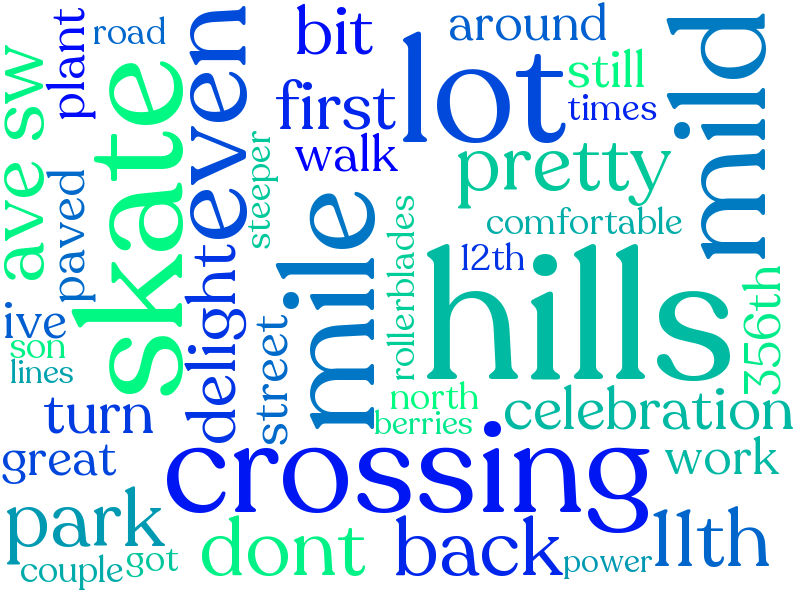 plant
road
bit
around
mild
ave sw
skate
even
first
lot
still
times
walk
pretty
steeper
paved
comfortable
rollerblades
12th
hills
mile
delight
356th
ive
son
lines
street
north
berries
celebration
turn
great
crossing
work
park
dont
back
11th
couple
got
power